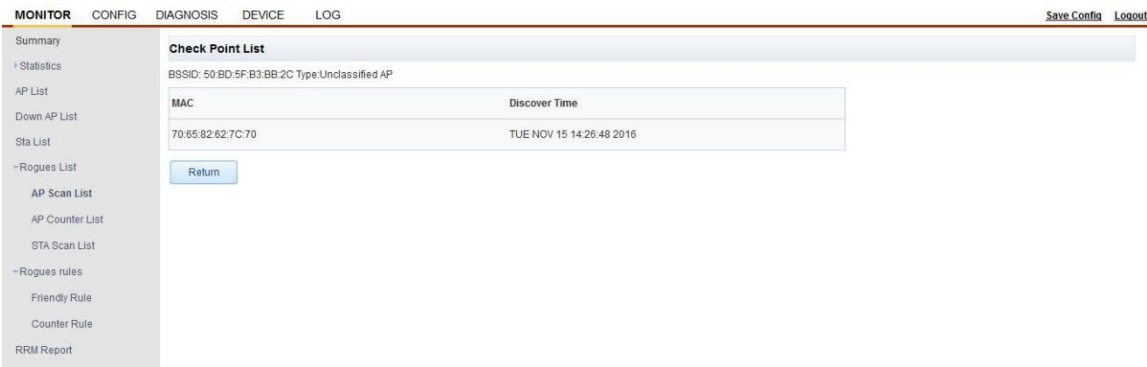 MONITOR CONFIG DIAGNOSIS DEVICE LOG Save Config Logout
Summary
Statistics
AP List
Down AP List
Sta List
Rogues List
AP Scan List
AP Counter List
STA Scan List
Rogues rules
Friendly Rule
Counter Rule
RRM Report
Check Point List
BSSID: 50:BD:5F:B3:BB:2C Type:Unclassified AP
MAC Discover Time
70:65:82:62:7C:70 TUE NOV 15 14:26:48 2016
Return